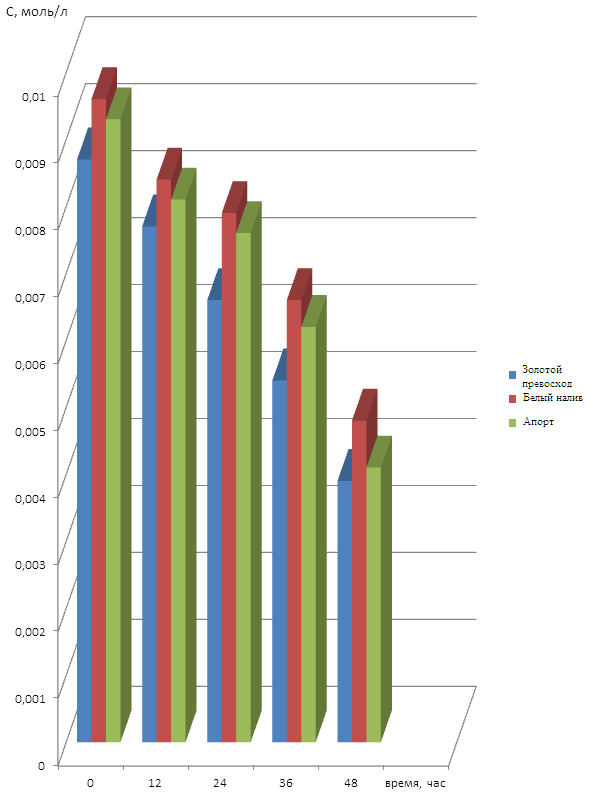 С, моль/л
0,01
0,009
0,008
0,007
0,006
0,005
0,004
0,003
0,002
0,001
0
0 12 24 36 48 время, час
Золотой
превосход
Белый налив
Апорт